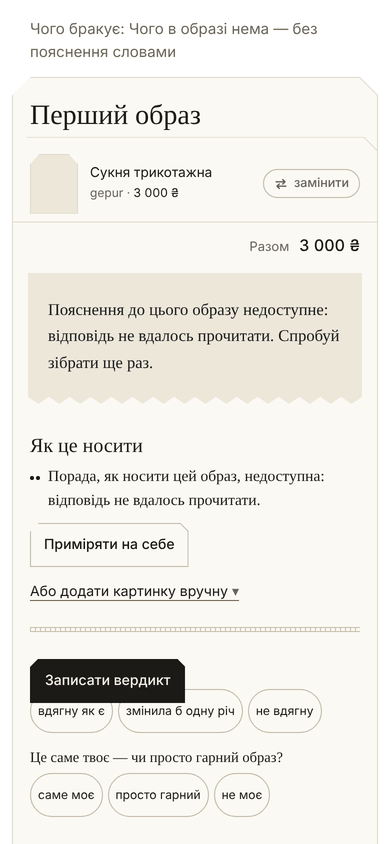 Чого бракує: Чого в образі нема — без
пояснення словами
Перший образ
Сукня трикотажна
gepur · 3 000 ₴
⇄ замінити
Разом 3 000 ₴
Пояснення до цього образу недоступне:
відповідь не вдалось прочитати. Спробуй
зібрати ще раз.
Як це носити
Порада, як носити цей образ, недоступна:
відповідь не вдалось прочитати.
Приміряти на себе
Або додати картинку вручну ▾
Записати вердикт
вдягну як є змінила б одну річ не вдягну
Це саме твоє — чи просто гарний образ?
саме моє просто гарний не моє